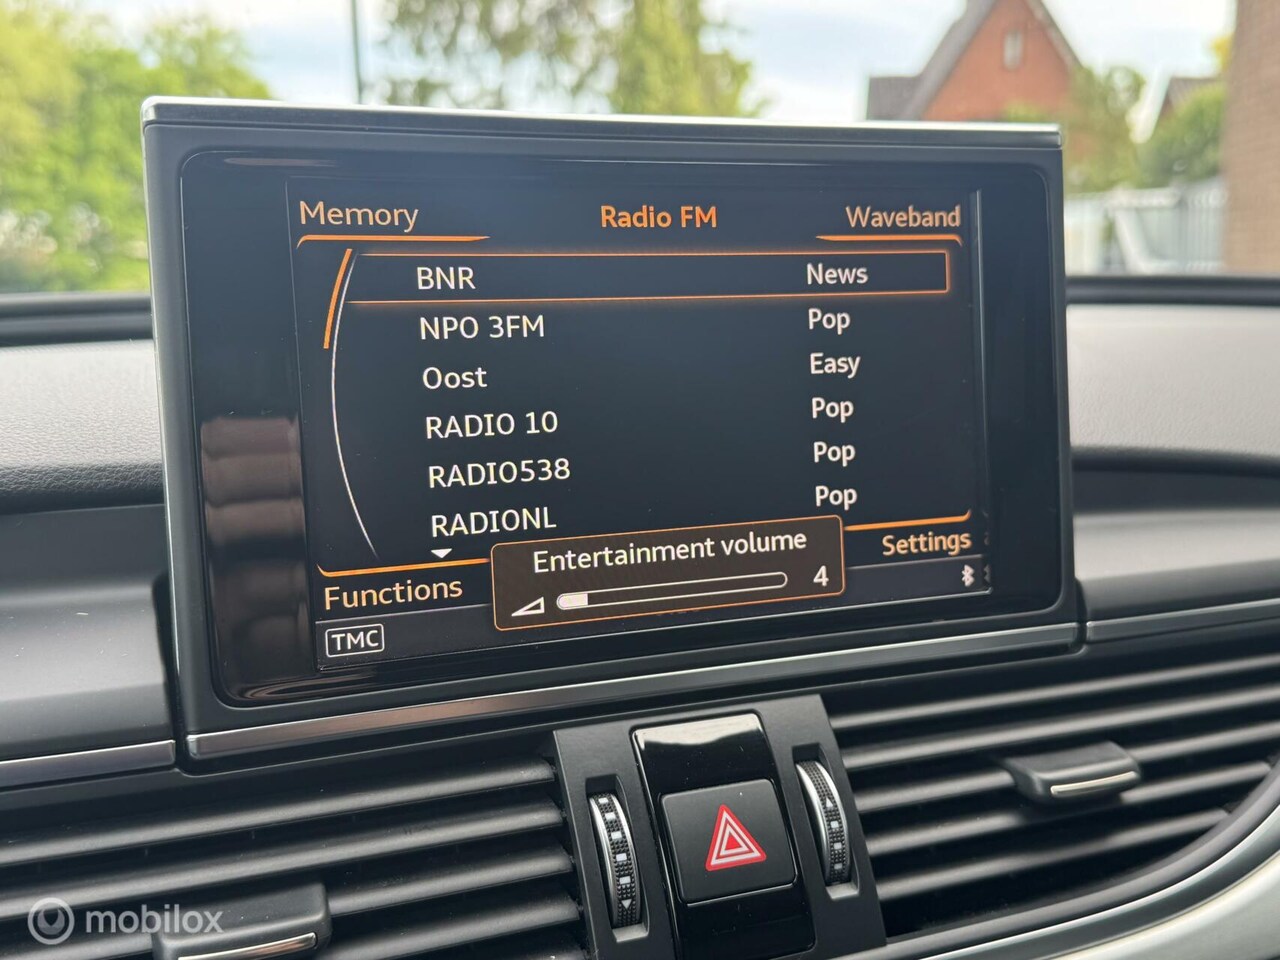 Memory Radio FM Waveband
BNR News
NPO 3FM Pop
Oost Easy
RADIO 10 Pop
RADIO538 Pop
RADIONL Pop
Entertainment volume
4
Functions Settings
TMC
mobilox